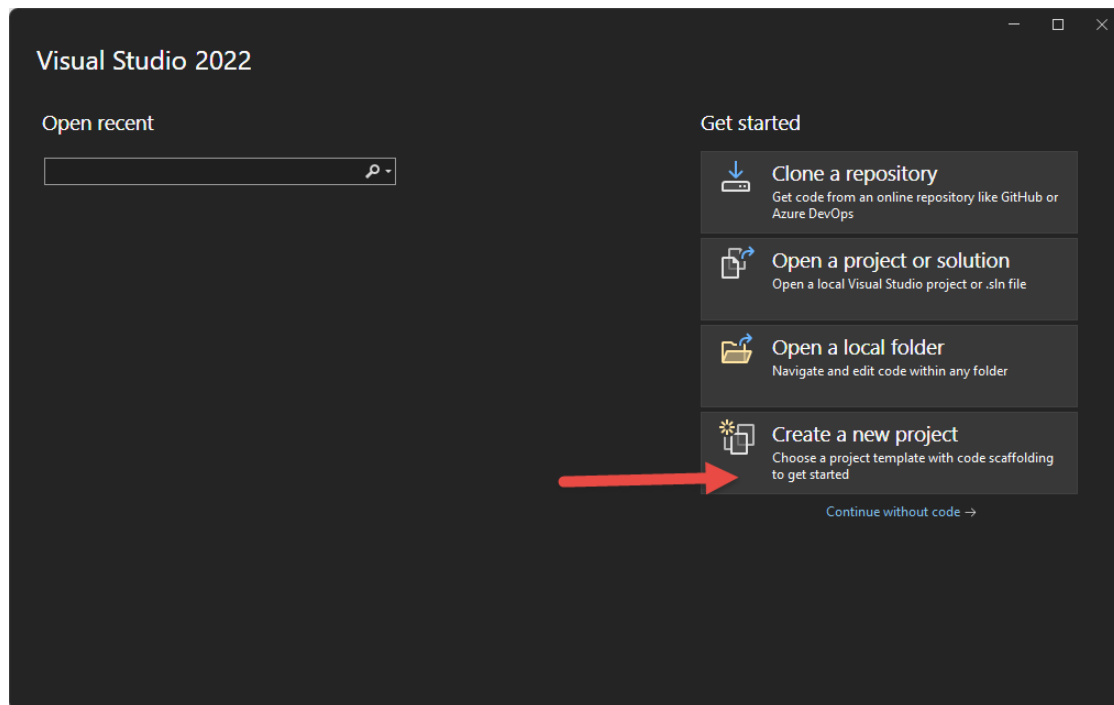 Visual Studio 2022
Open recent
Get started
Clone a repository
Get code from an online repository like GitHub or
Azure DevOps
Open a project or solution
Open a local Visual Studio project or .sln file
Open a local folder
Navigate and edit code within any folder
Create a new project
Choose a project template with code scaffolding
to get started
Continue without code →